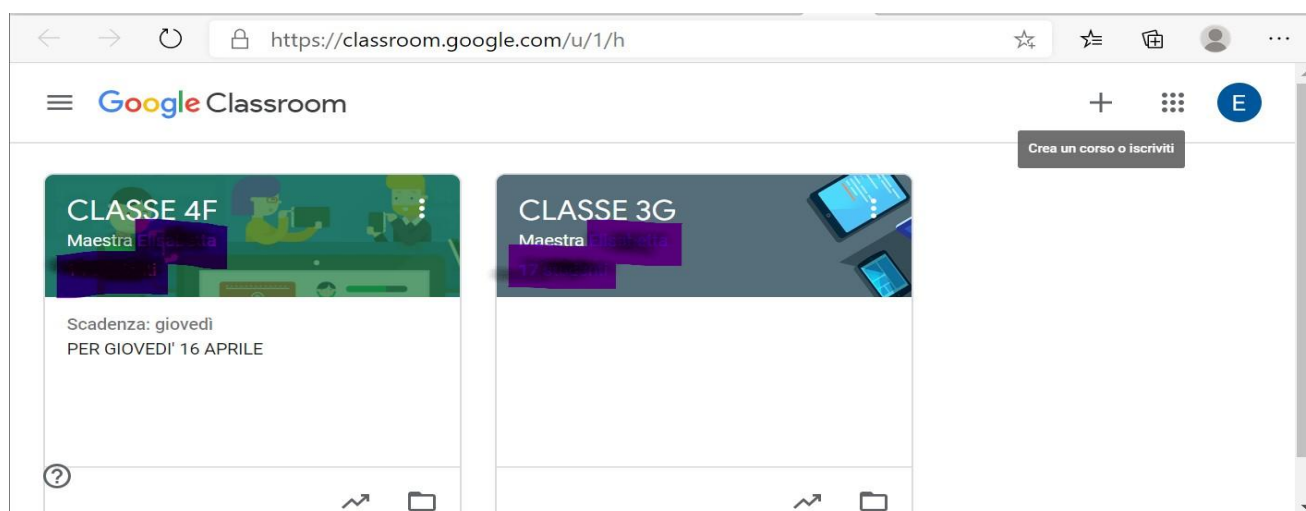 https://classroom.google.com/u/1/h
Google Classroom
E
Crea un corso o iscriviti
CLASSE 4F
Maestra
CLASSE 3G
Maestra
Scadenza: giovedì
PER GIOVEDI' 16 APRILE